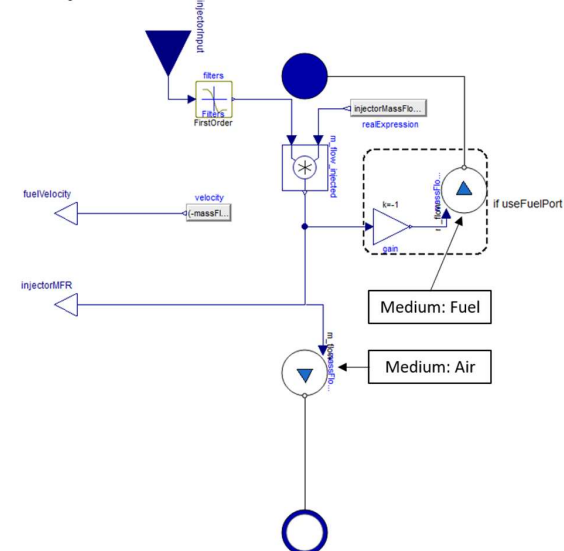 injectorInput
filters
Filters
FirstOrder
injectorMassFlo...
realExpression
m_flow_injected
fuelVelocity
velocity
(-massFl...
k=-1
gain
if useFuelPort
injectorMFR
Medium: Fuel
m_flow
Medium: Air